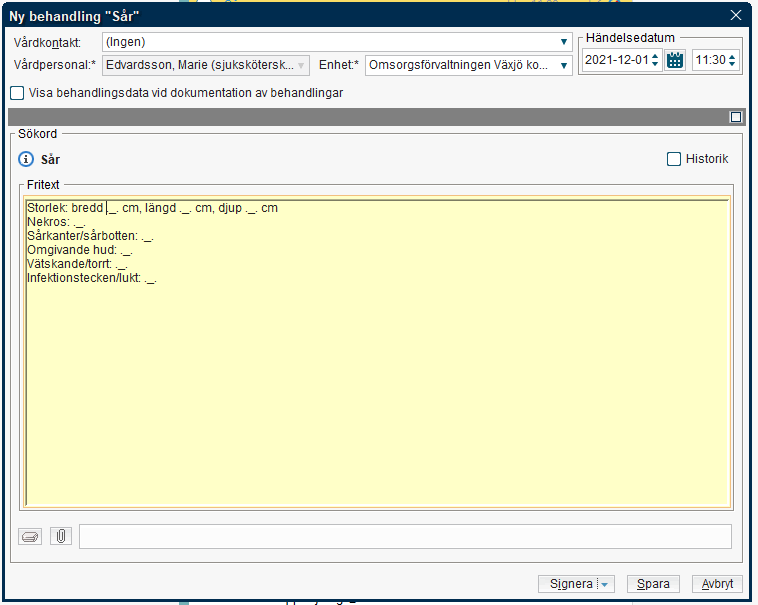 Ny behandling "Sår"
Vårdkontakt: (Ingen)
Händelsedatum
Vårdpersonal:* Edvardsson, Marie (sjukskötersk... Enhet:* Omsorgsförvaltningen Växjö ko...
2021-12-01 11:30
Visa behandlingsdata vid dokumentation av behandlingar
Sökord
Sår
Historik
Fritext
Storlek: bredd ._. cm, längd ._. cm, djup ._. cm
Nekros: ._.
Sårkanter/sårbotten: ._.
Omgivande hud: ._.
Vätskande/torrt: ._.
Infektionstecken/lukt: ._.
Signera Spara Avbryt